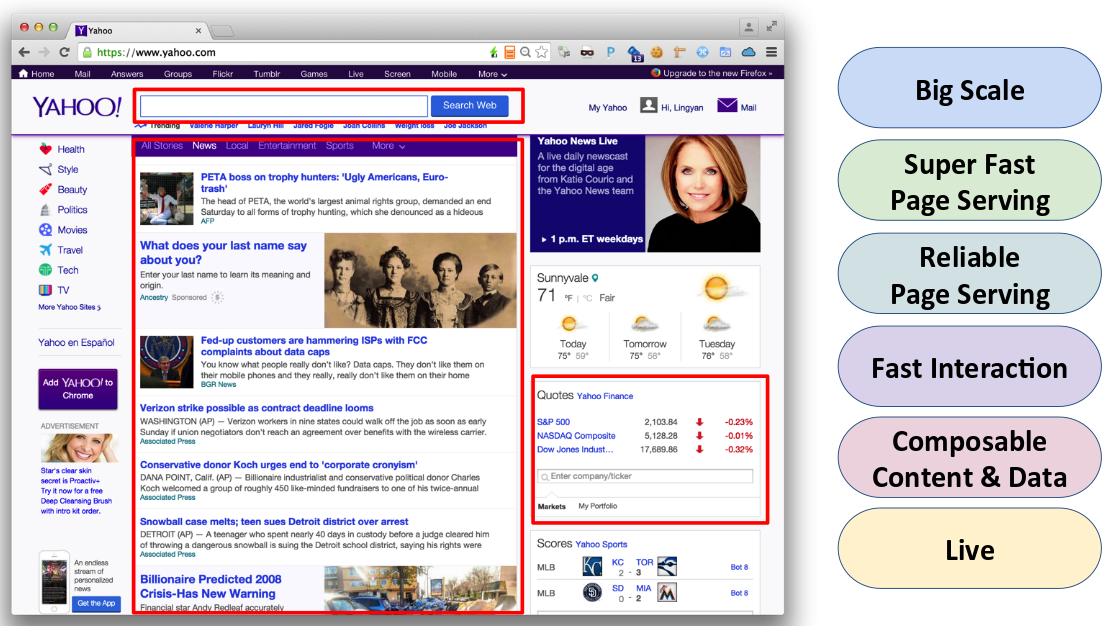 Yahoo
https://www.yahoo.com
13
Home Mail Answers Groups Flickr Tumblr Games Live Screen Mobile More Upgrade to the new Firefox »
YAHOO!
Search Web
My Yahoo Hi, Lingyan Mail
Trending Valerie Harper Lauryn Hill Jared Fogle Joan Collins Weight loss Joe Jackson
Health
Style
Beauty
Politics
Movies
Travel
Tech
TV
More Yahoo Sites
Yahoo en Español
Add YAHOO! to
Chrome
ADVERTISEMENT
Star's clear skin
secret is Proactiv+
Try it now for a free
Deep Cleansing Brush
with intro kit order.
An endless
stream of
personalized
news
Get the App
All Stories News Local Entertainment Sports More
PETA boss on trophy hunters: 'Ugly Americans, Euro-
trash'
The head of PETA, the world's largest animal rights group, demanded an end
Saturday to all forms of trophy hunting, which she denounced as a hideous
AFP
What does your last name say
about you?
Enter your last name to learn its meaning and
origin.
Ancestry Sponsored $
Fed-up customers are hammering ISPs with FCC
complaints about data caps
You know what people really don't like? Data caps. They don't like them on
their mobile phones and they really, really don't like them on their home
BGR News
Verizon strike possible as contract deadline looms
WASHINGTON (AP) — Verizon workers in nine states could walk off the job as soon as early
Sunday if union negotiators don't reach an agreement over benefits with the wireless carrier.
Associated Press
Conservative donor Koch urges end to 'corporate cronyism'
DANA POINT, Calif. (AP) — Billionaire industrialist and conservative political donor Charles
Koch welcomed a group of roughly 450 like-minded fundraisers to one of his twice-annual
Associated Press
Snowball case melts; teen sues Detroit district over arrest
DETROIT (AP) — A teenager who spent nearly 40 days in custody before a judge cleared him
of throwing a dangerous snowball is suing the Detroit school district, saying his rights were
Associated Press
Billionaire Predicted 2008
Crisis-Has New Warning
Financial star Andy Redleaf accurately
Yahoo News Live
A live daily newscast
for the digital age
from Katie Couric and
the Yahoo News team
1 p.m. ET weekdays
Sunnyvale
71 °F | °C Fair
Today Tomorrow Tuesday
75° 59° 75° 58° 76° 58°
Quotes Yahoo Finance
S&P 500 2,103.84 -0.23%
NASDAQ Composite 5,128.28 -0.01%
Dow Jones Indust... 17,689.86 -0.32%
Enter company/ticker
Markets My Portfolio
Scores Yahoo Sports
MLB KC TOR Bot 8
2 - 3
MLB SD MIA Bot 8
0 - 2
Big Scale
Super Fast
Page Serving
Reliable
Page Serving
Fast Interaction
Composable
Content & Data
Live